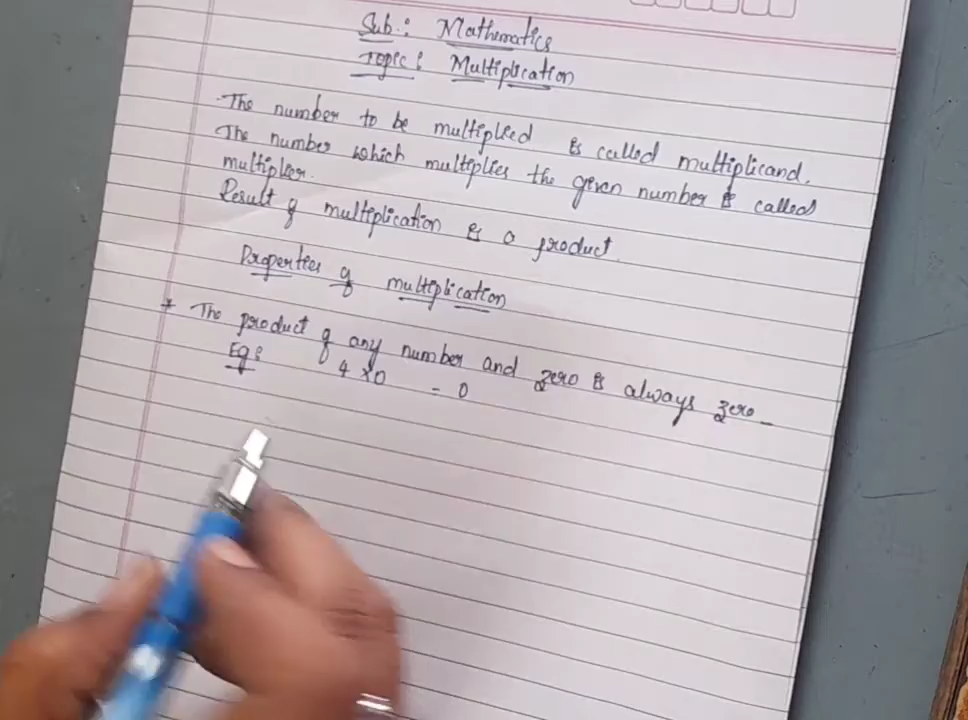 Sub.: Mathematics
Topic: Multiplication
The number to be multiplied is called multiplicand.
The number which multiplies the given number is called
multiplier.
Result of multiplication is a product.
Properties of multiplication
* The product of any number and zero is always zero
Eg: 4 × 0 = 0